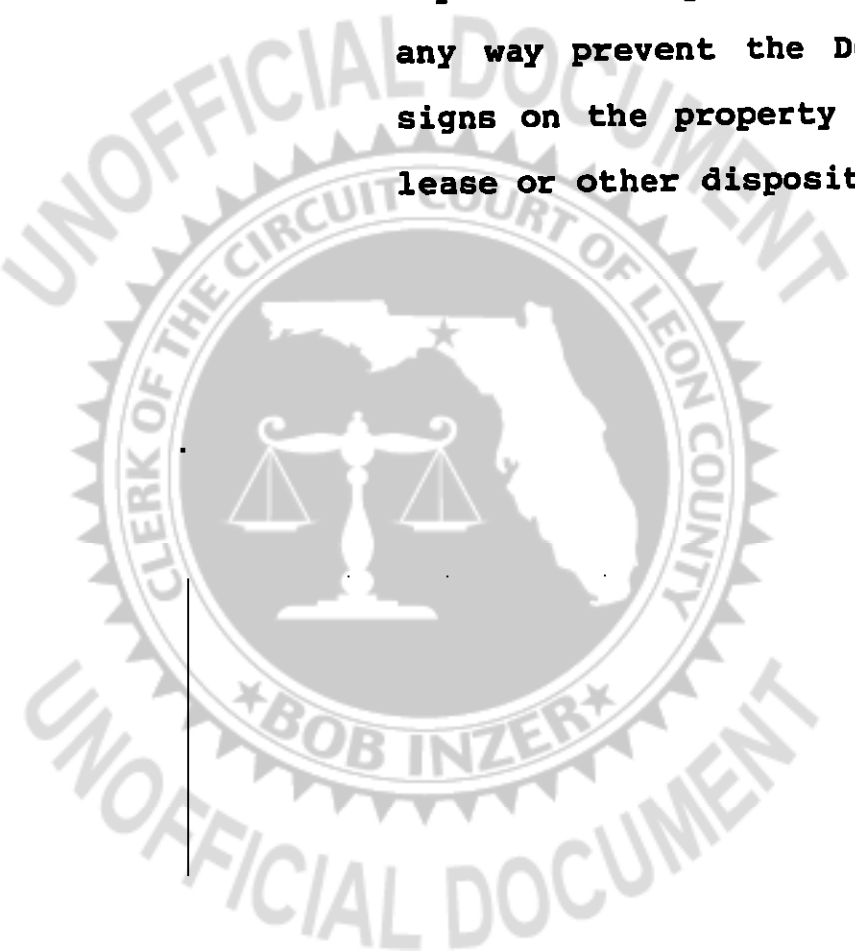 any way prevent the D
signs on the property
lease or other disposit
UNOFFICIAL DOCUMENT
CLERK OF THE CIRCUIT COURT OF LEON COUNTY
★BOB INZER★
UNOFFICIAL DOCUMENT